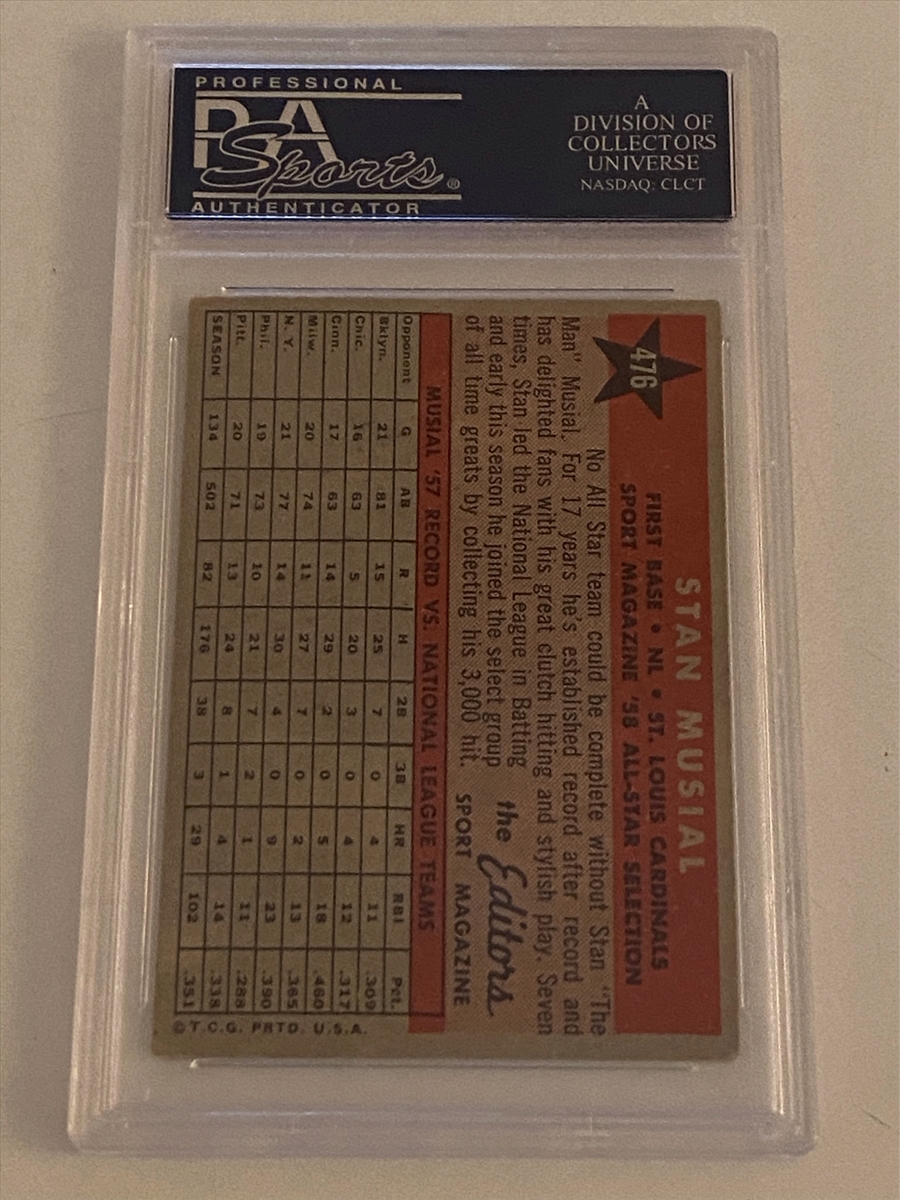 PROFESSIONAL
PSA
Sports®
AUTHENTICATOR
A
DIVISION OF
COLLECTORS
UNIVERSE
NASDAQ: CLCT
476
STAN MUSIAL
FIRST BASE • NL • ST. LOUIS CARDINALS
SPORT MAGAZINE '58 ALL-STAR SELECTION
No All Star team could be complete without Stan "The
Man" Musial. For 17 years he's established record after record and
has delighted fans with his great clutch hitting and stylish play. Seven
times, Stan led the National League in Batting
and early this season he joined the select group
of all time greats by collecting his 3,000 hit.
the Editors
SPORT MAGAZINE
MUSIAL '57 RECORD VS. NATIONAL LEAGUE TEAMS
Opponent G AB R H 2B 3B HR RBI Pct.
Bklyn. 21 81 15 25 7 0 4 11 .309
Chic. 16 63 5 20 3 0 4 12 .317
Cinn. 17 63 14 29 2 0 5 18 .460
Milw. 20 74 11 27 7 0 2 13 .365
N. Y. 21 77 14 30 4 0 9 23 .390
Phil. 19 73 10 21 7 2 1 11 .288
Pitt. 20 71 13 24 8 1 4 14 .338
SEASON 134 502 82 176 38 3 29 102 .351
© T.C.G. PRTD. U.S.A.